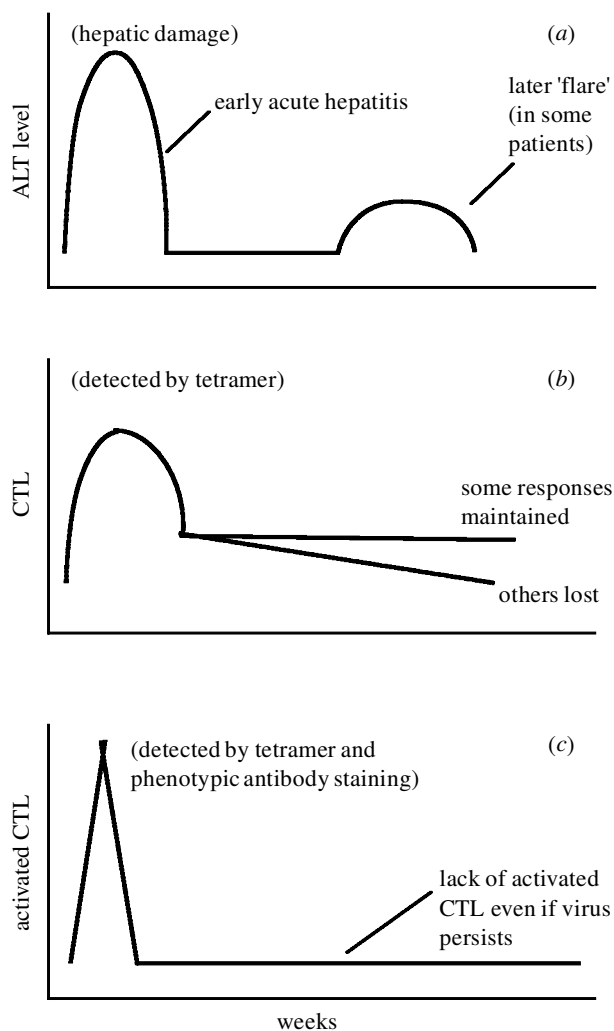 (hepatic damage)
(a)
early acute hepatitis
later 'flare'
(in some
patients)
ALT level
(detected by tetramer)
(b)
CTL
some responses
maintained
others lost
(detected by tetramer and
phenotypic antibody staining)
(c)
activated CTL
lack of activated
CTL even if virus
persists
weeks